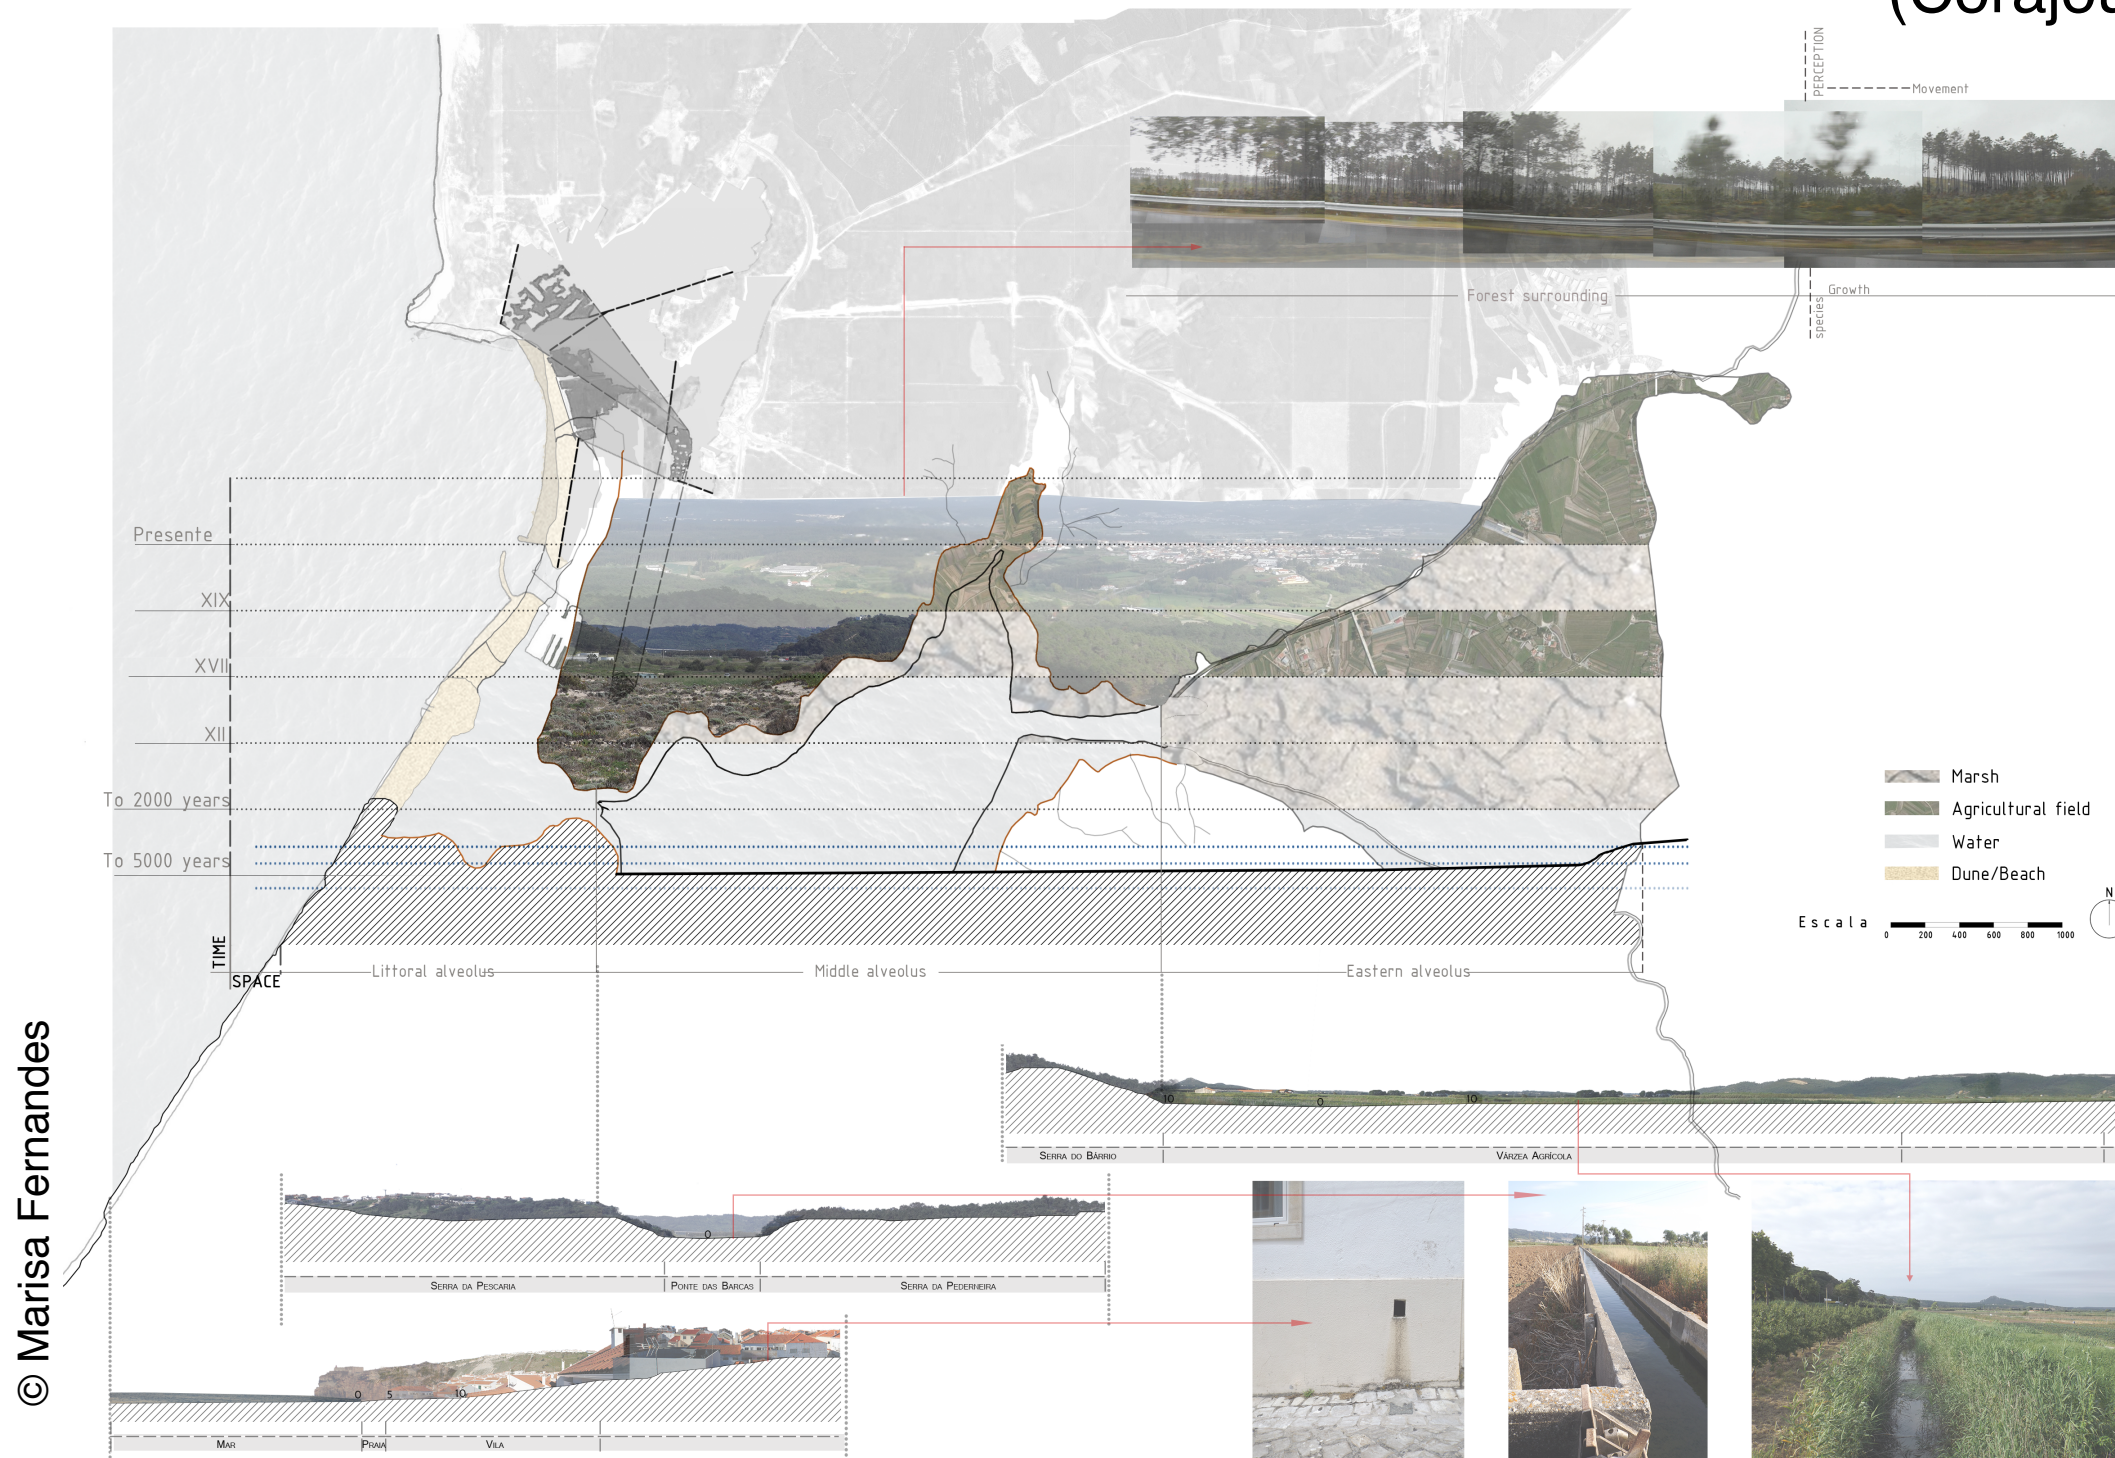 (Corajou
PERCEPTION
Movement
Forest surrounding
Growth
species
Presente
XIX
XVII
XII
To 2000 years
To 5000 years
TIME
SPACE
Littoral alveolus
Middle alveolus
Eastern alveolus
Marsh
Agricultural field
Water
Dune/Beach
N
Escala
0 200 400 600 800 1000
© Marisa Fernandes
10 0 10
Serra do Bárrio
Várzea Agrícola
0
Serra da Pescaria
Ponte das Barcas
Serra da Pederneira
0 5 10
Mar
Praia
Vila